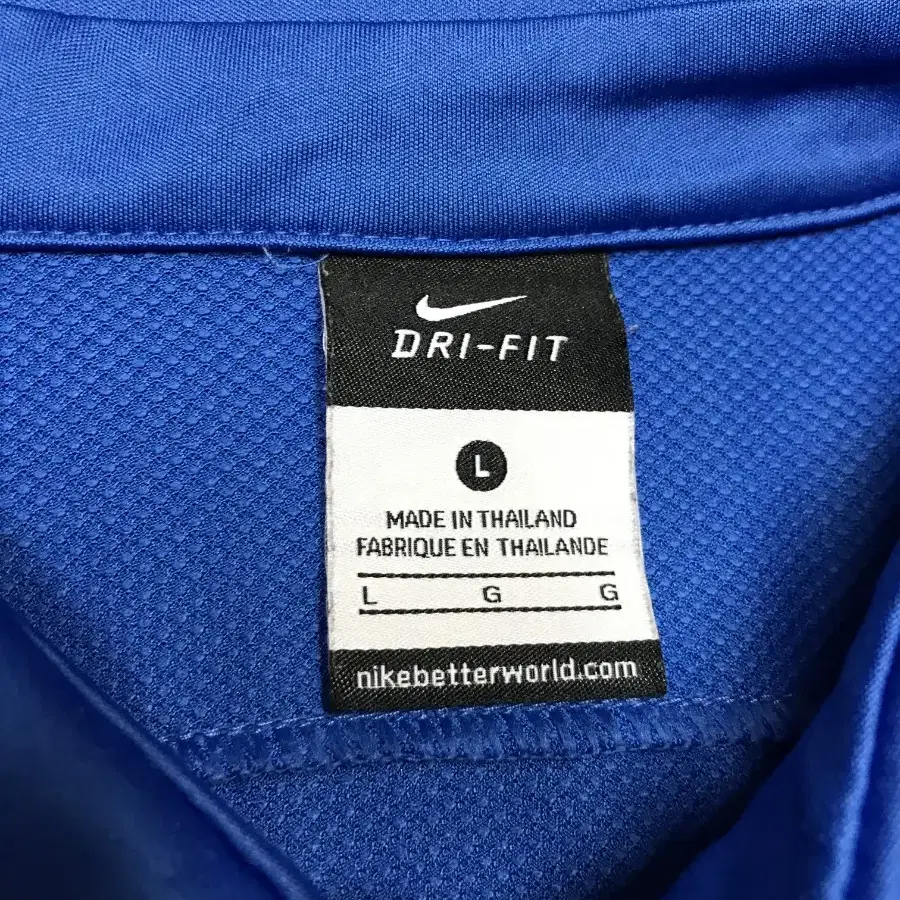 DRI-FIT
L
MADE IN THAILAND
FABRIQUE EN THAILANDE
L G G
nikebetterworld.com